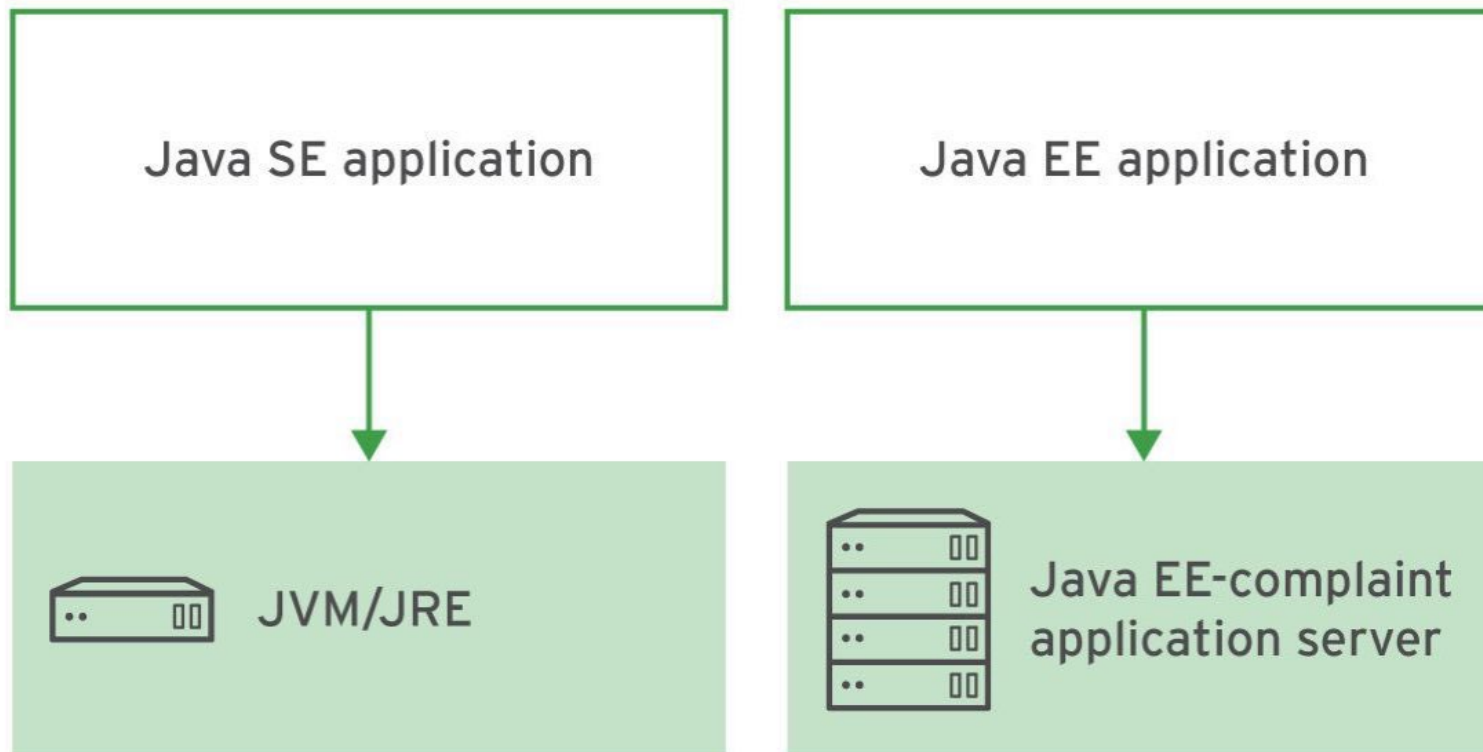 Java SE application
Java EE application
JVM/JRE
Java EE-complaint
application server